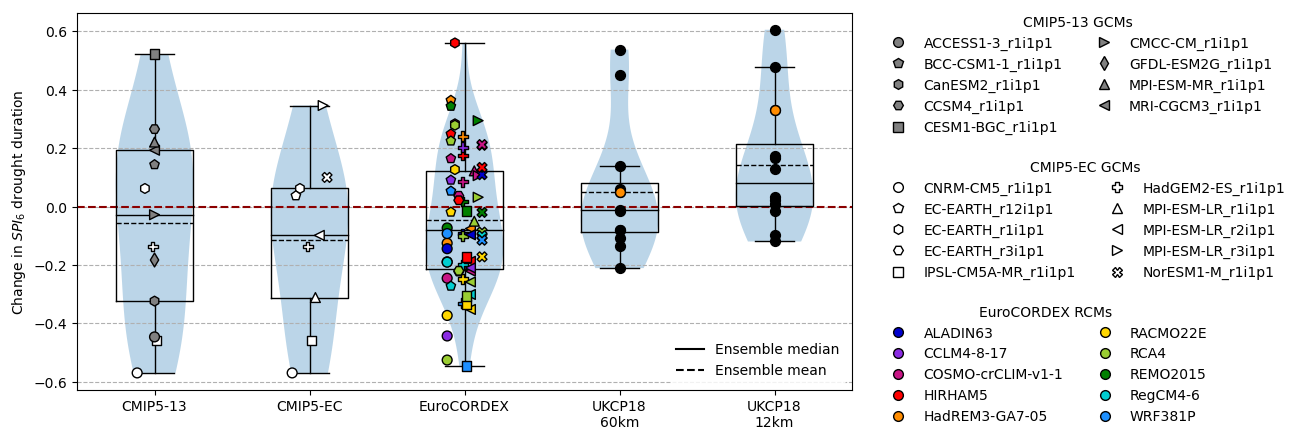 Change in SPI6 drought duration
0.6
0.4
0.2
0.0
−0.2
−0.4
−0.6
CMIP5-13
CMIP5-EC
EuroCORDEX
UKCP18
60km
UKCP18
12km
Ensemble median
Ensemble mean
CMIP5-13 GCMs
ACCESS1-3_r1i1p1
BCC-CSM1-1_r1i1p1
CanESM2_r1i1p1
CCSM4_r1i1p1
CESM1-BGC_r1i1p1
CMCC-CM_r1i1p1
GFDL-ESM2G_r1i1p1
MPI-ESM-MR_r1i1p1
MRI-CGCM3_r1i1p1
CMIP5-EC GCMs
CNRM-CM5_r1i1p1
EC-EARTH_r12i1p1
EC-EARTH_r1i1p1
EC-EARTH_r3i1p1
IPSL-CM5A-MR_r1i1p1
HadGEM2-ES_r1i1p1
MPI-ESM-LR_r1i1p1
MPI-ESM-LR_r2i1p1
MPI-ESM-LR_r3i1p1
NorESM1-M_r1i1p1
EuroCORDEX RCMs
ALADIN63
CCLM4-8-17
COSMO-crCLIM-v1-1
HIRHAM5
HadREM3-GA7-05
RACMO22E
RCA4
REMO2015
RegCM4-6
WRF381P